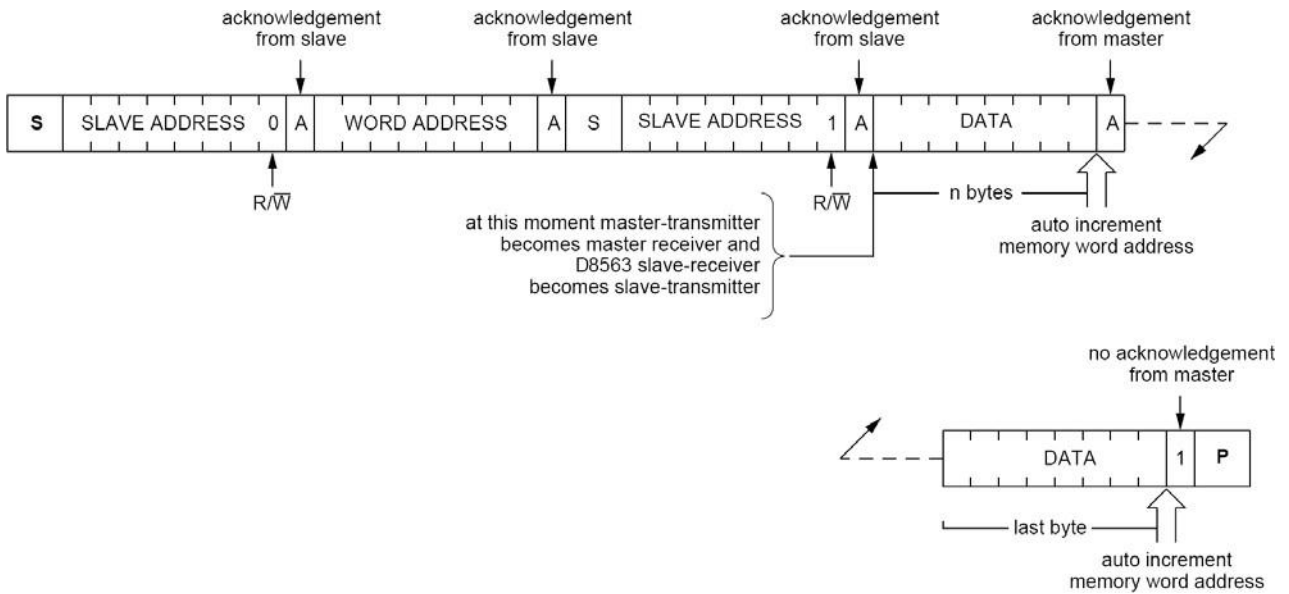 acknowledgement
from slave
acknowledgement
from slave
acknowledgement
from slave
acknowledgement
from master
S SLAVE ADDRESS 0 A WORD ADDRESS A S SLAVE ADDRESS 1 A DATA A
R/W̅
R/W̅
n bytes
at this moment master-transmitter
becomes master receiver and
D8563 slave-receiver
becomes slave-transmitter
auto increment
memory word address
no acknowledgement
from master
DATA 1 P
last byte
auto increment
memory word address